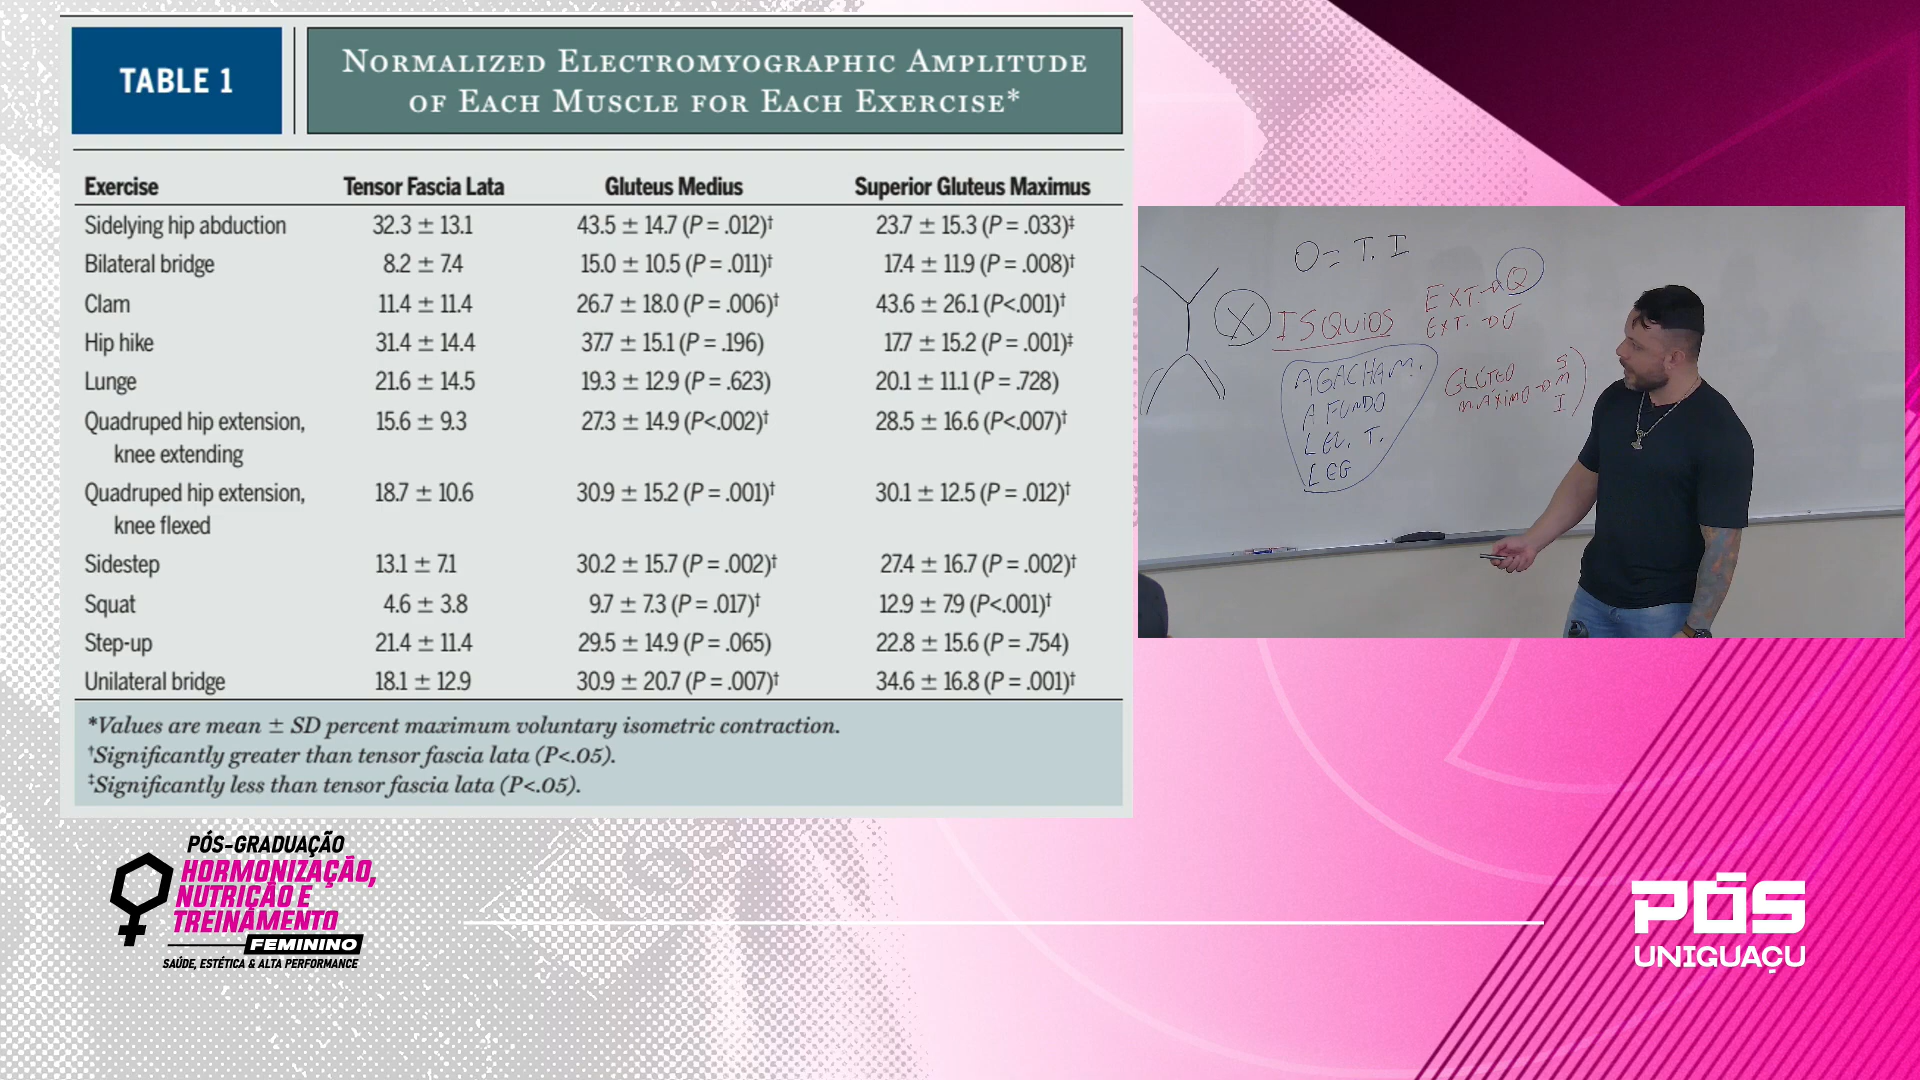 TABLE 1
NORMALIZED ELECTROMYOGRAPHIC AMPLITUDE
OF EACH MUSCLE FOR EACH EXERCISE*
Exercise Tensor Fascia Lata Gluteus Medius Superior Gluteus Maximus
Sidelying hip abduction 32.3 ± 13.1 43.5 ± 14.7 (P = .012)† 23.7 ± 15.3 (P = .033)‡
Bilateral bridge 8.2 ± 7.4 15.0 ± 10.5 (P = .011)† 17.4 ± 11.9 (P = .008)†
Clam 11.4 ± 11.4 26.7 ± 18.0 (P = .006)† 43.6 ± 26.1 (P<.001)†
Hip hike 31.4 ± 14.4 37.7 ± 15.1 (P = .196) 17.7 ± 15.2 (P = .001)‡
Lunge 21.6 ± 14.5 19.3 ± 12.9 (P = .623) 20.1 ± 11.1 (P = .728)
Quadruped hip extension, 15.6 ± 9.3 27.3 ± 14.9 (P<.002)† 28.5 ± 16.6 (P<.007)†
knee extending
Quadruped hip extension, 18.7 ± 10.6 30.9 ± 15.2 (P = .001)† 30.1 ± 12.5 (P = .012)†
knee flexed
Sidestep 13.1 ± 7.1 30.2 ± 15.7 (P = .002)† 27.4 ± 16.7 (P = .002)†
Squat 4.6 ± 3.8 9.7 ± 7.3 (P = .017)† 12.9 ± 7.9 (P<.001)†
Step-up 21.4 ± 11.4 29.5 ± 14.9 (P = .065) 22.8 ± 15.6 (P = .754)
Unilateral bridge 18.1 ± 12.9 30.9 ± 20.7 (P = .007)† 34.6 ± 16.8 (P = .001)†
*Values are mean ± SD percent maximum voluntary isometric contraction.
†Significantly greater than tensor fascia lata (P<.05).
‡Significantly less than tensor fascia lata (P<.05).
O = T. I
X ISQUIOS
EXT. → Q
EXT. → J
AGACHAM.
AFUNDO
LEG
GLÚTEO
MÁXIMO → S
M
I
PÓS-GRADUAÇÃO
HORMONIZAÇÃO,
NUTRIÇÃO E
TREINAMENTO
FEMININO
SAÚDE, ESTÉTICA & ALTA PERFORMANCE
PÓS
UNIGUAÇU